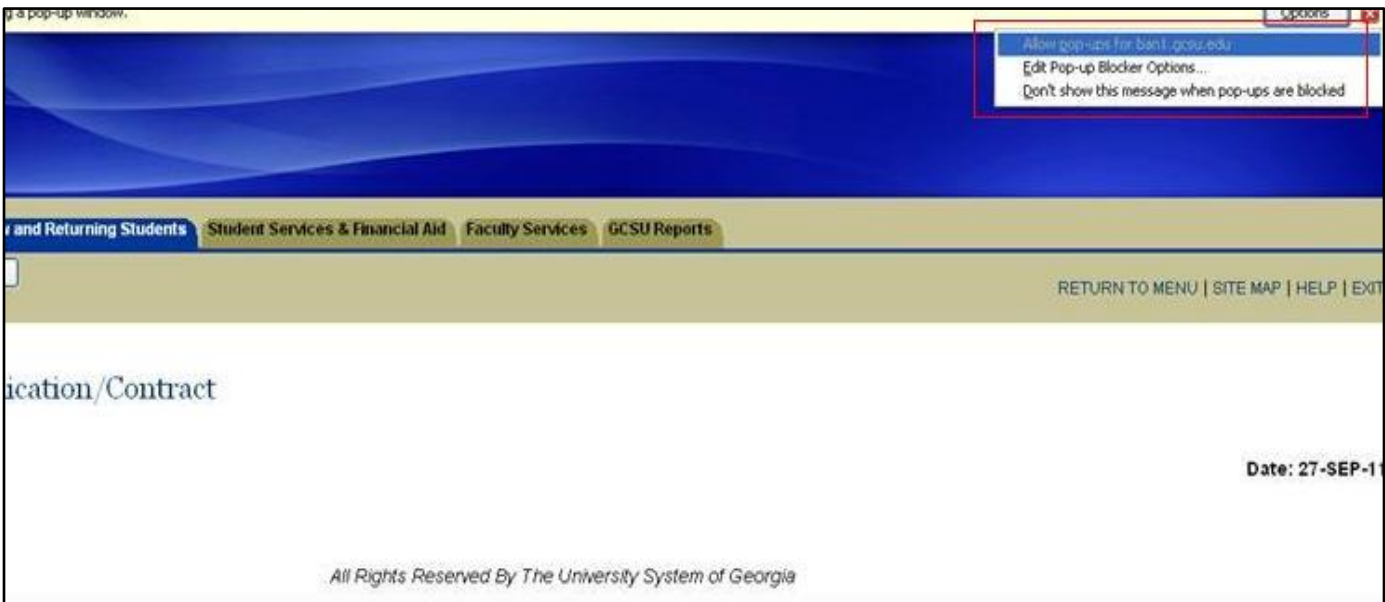 g a pop-up window.
Options
Allow pop-ups for ban1.gcsu.edu
Edit Pop-up Blocker Options...
Don't show this message when pop-ups are blocked
and Returning Students Student Services & Financial Aid Faculty Services GCSU Reports
RETURN TO MENU | SITE MAP | HELP | EXIT
ication/Contract
Date: 27-SEP-11
All Rights Reserved By The University System of Georgia